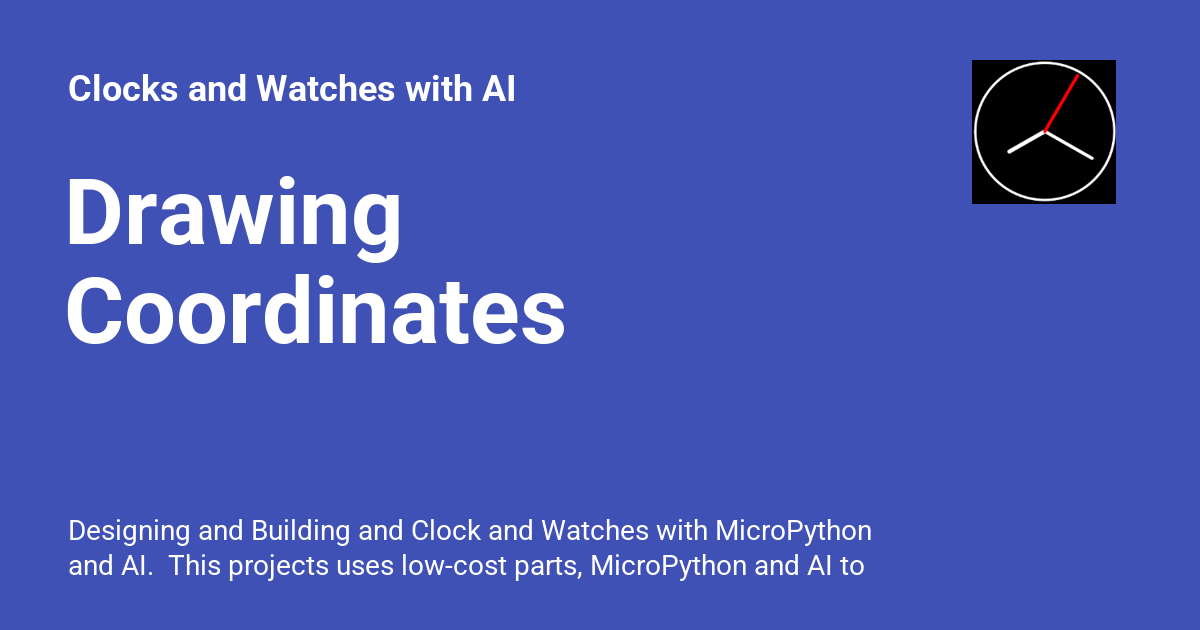 Clocks and Watches with AI
Drawing
Coordinates
Designing and Building and Clock and Watches with MicroPython
and AI.  This projects uses low-cost parts, MicroPython and AI to